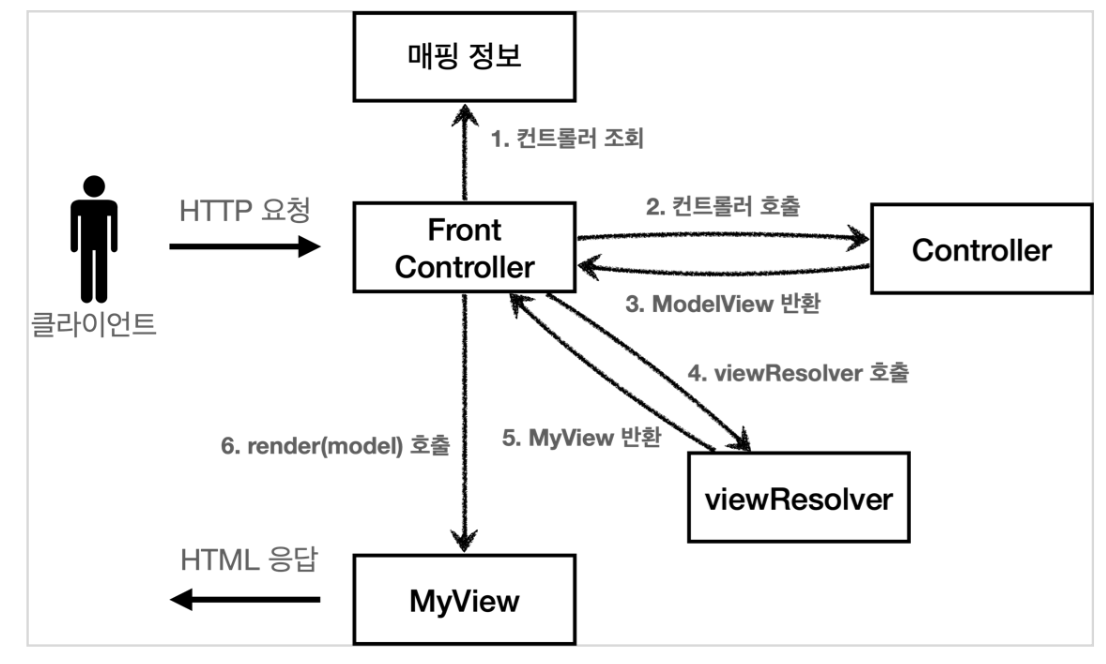 매핑 정보
1. 컨트롤러 조회
HTTP 요청
Front
Controller
2. 컨트롤러 호출
Controller
3. ModelView 반환
클라이언트
4. viewResolver 호출
5. MyView 반환
6. render(model) 호출
viewResolver
HTML 응답
MyView